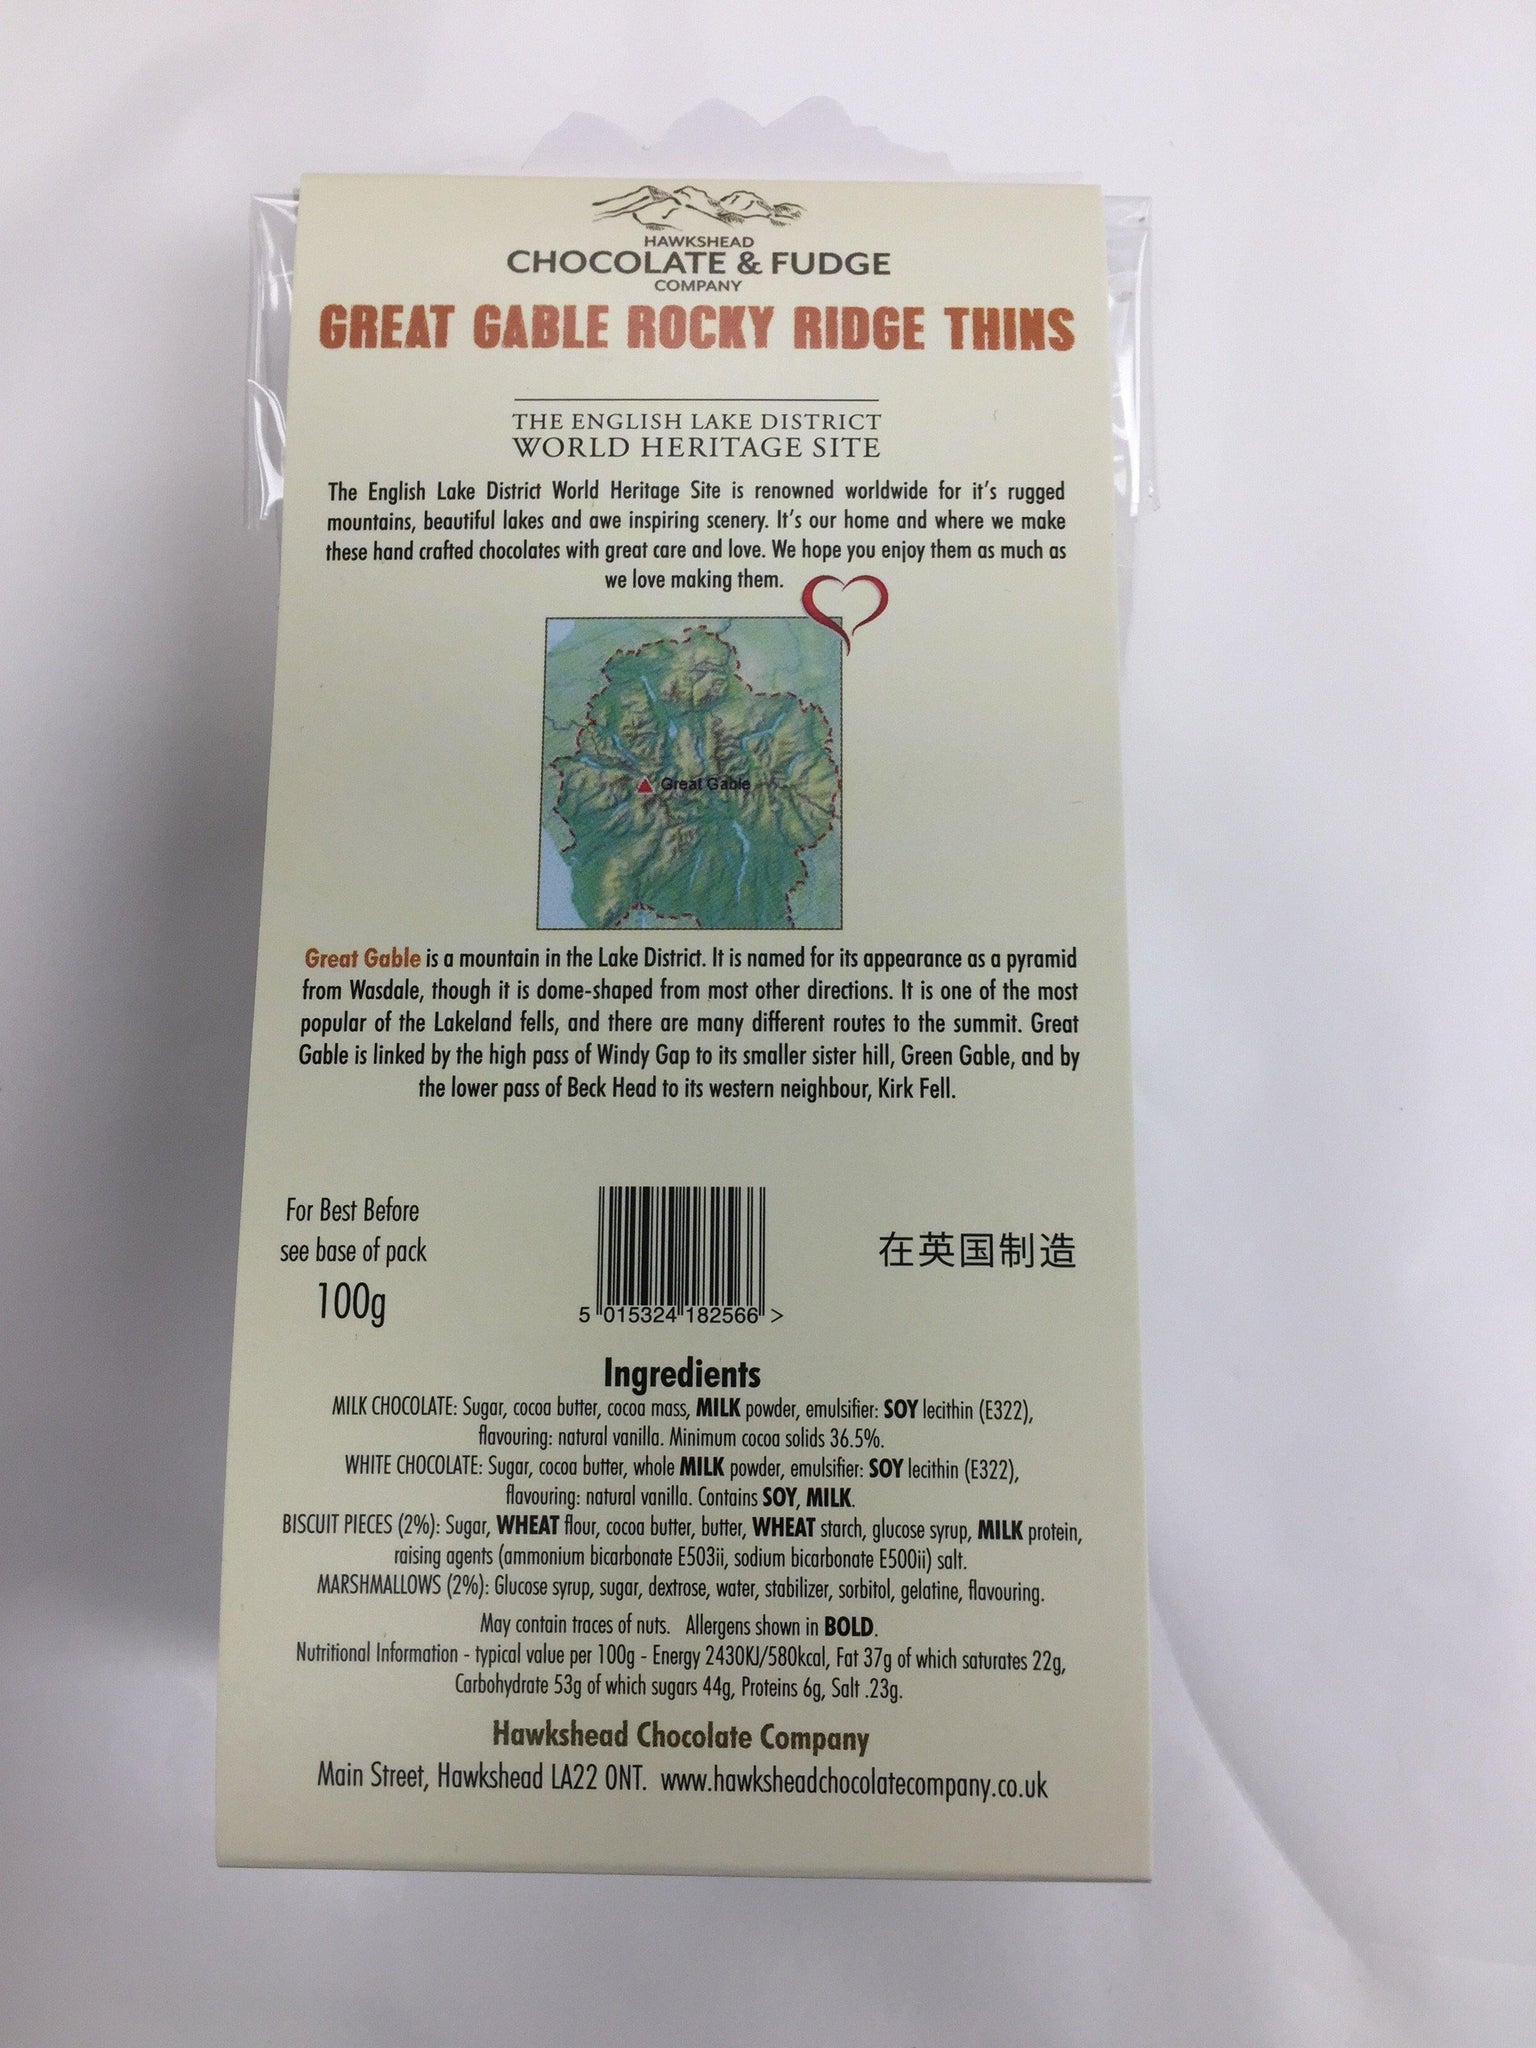 HAWKSHEAD
CHOCOLATE & FUDGE
COMPANY
GREAT GABLE ROCKY RIDGE THINS
THE ENGLISH LAKE DISTRICT
WORLD HERITAGE SITE
The English Lake District World Heritage Site is renowned worldwide for it's rugged
mountains, beautiful lakes and awe inspiring scenery. It's our home and where we make
these hand crafted chocolates with great care and love. We hope you enjoy them as much as
we love making them.
Great Gable
Great Gable is a mountain in the Lake District. It is named for its appearance as a pyramid
from Wasdale, though it is dome-shaped from most other directions. It is one of the most
popular of the Lakeland fells, and there are many different routes to the summit. Great
Gable is linked by the high pass of Windy Gap to its smaller sister hill, Green Gable, and by
the lower pass of Beck Head to its western neighbour, Kirk Fell.
For Best Before
see base of pack
100g
5 015324 182566 >
在英国制造
Ingredients
MILK CHOCOLATE: Sugar, cocoa butter, cocoa mass, MILK powder, emulsifier: SOY lecithin (E322),
flavouring: natural vanilla. Minimum cocoa solids 36.5%.
WHITE CHOCOLATE: Sugar, cocoa butter, whole MILK powder, emulsifier: SOY lecithin (E322),
flavouring: natural vanilla. Contains SOY, MILK.
BISCUIT PIECES (2%): Sugar, WHEAT flour, cocoa butter, butter, WHEAT starch, glucose syrup, MILK protein,
raising agents (ammonium bicarbonate E503ii, sodium bicarbonate E500ii) salt.
MARSHMALLOWS (2%): Glucose syrup, sugar, dextrose, water, stabilizer, sorbitol, gelatine, flavouring.
May contain traces of nuts. Allergens shown in BOLD.
Nutritional Information - typical value per 100g - Energy 2430KJ/580kcal, Fat 37g of which saturates 22g,
Carbohydrate 53g of which sugars 44g, Proteins 6g, Salt .23g.
Hawkshead Chocolate Company
Main Street, Hawkshead LA22 0NT. www.hawksheadchocolatecompany.co.uk